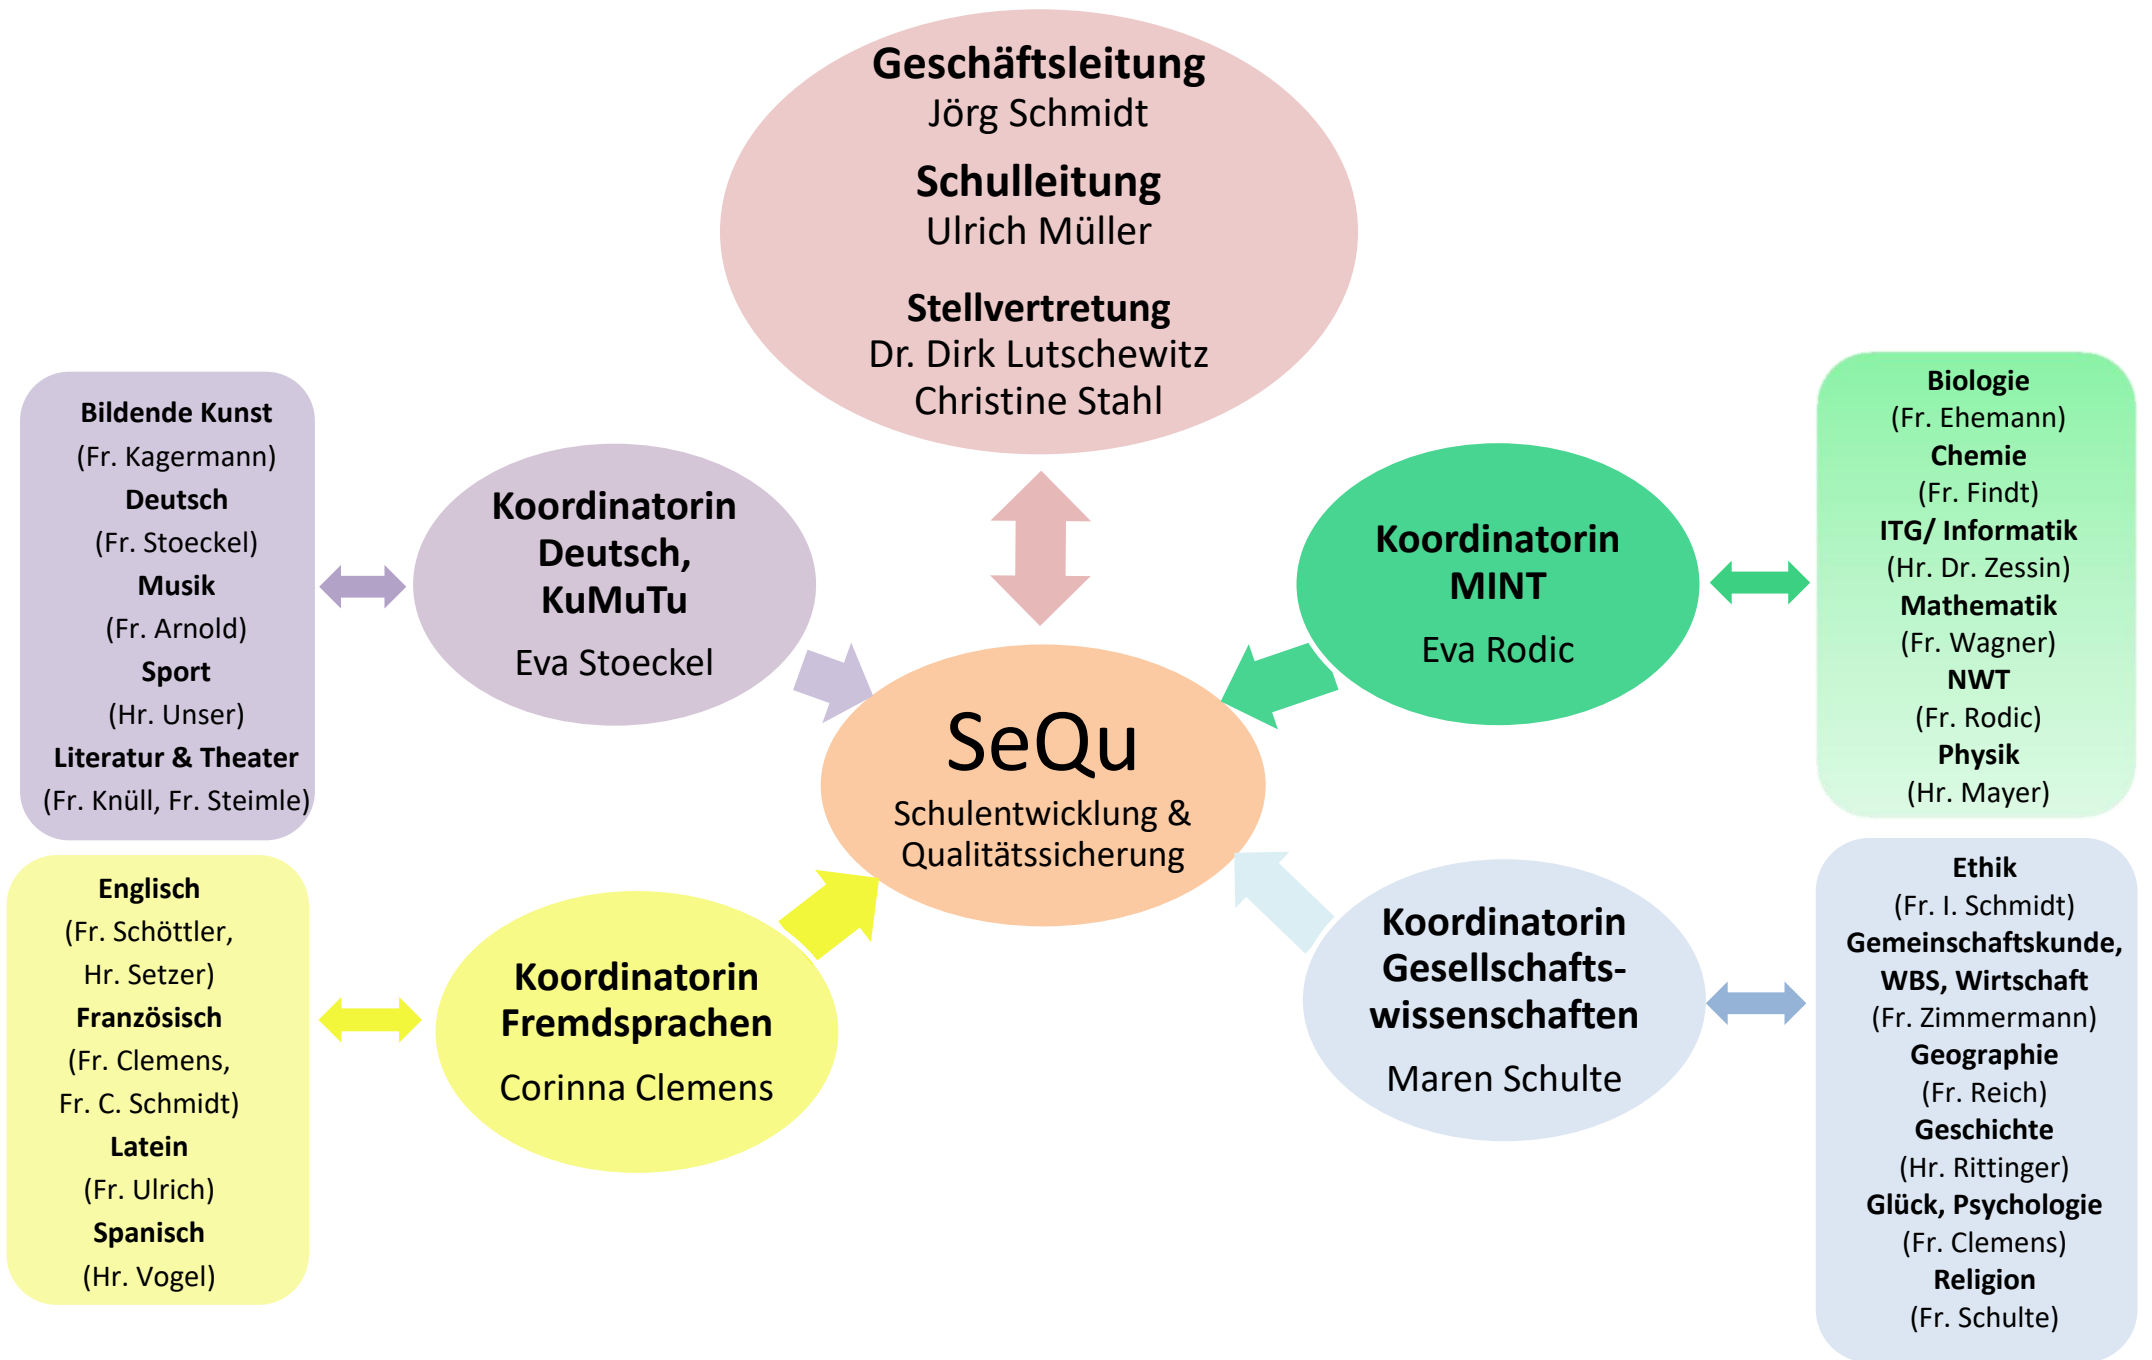 Geschäftsleitung
Jörg Schmidt
Schulleitung
Ulrich Müller
Stellvertretung
Dr. Dirk Lutschewitz
Christine Stahl
Bildende Kunst
(Fr. Kagermann)
Deutsch
(Fr. Stoeckel)
Musik
(Fr. Arnold)
Sport
(Hr. Unser)
Literatur & Theater
(Fr. Knüll, Fr. Steimle)
Koordinatorin
Deutsch,
KuMuTu
Eva Stoeckel
Koordinatorin
MINT
Eva Rodic
Biologie
(Fr. Ehemann)
Chemie
(Fr. Findt)
ITG/ Informatik
(Hr. Dr. Zessin)
Mathematik
(Fr. Wagner)
NWT
(Fr. Rodic)
Physik
(Hr. Mayer)
SeQu
Schulentwicklung &
Qualitätssicherung
Englisch
(Fr. Schöttler,
Hr. Setzer)
Französisch
(Fr. Clemens,
Fr. C. Schmidt)
Latein
(Fr. Ulrich)
Spanisch
(Hr. Vogel)
Koordinatorin
Fremdsprachen
Corinna Clemens
Koordinatorin
Gesellschafts-
wissenschaften
Maren Schulte
Ethik
(Fr. I. Schmidt)
Gemeinschaftskunde,
WBS, Wirtschaft
(Fr. Zimmermann)
Geographie
(Fr. Reich)
Geschichte
(Hr. Rittinger)
Glück, Psychologie
(Fr. Clemens)
Religion
(Fr. Schulte)